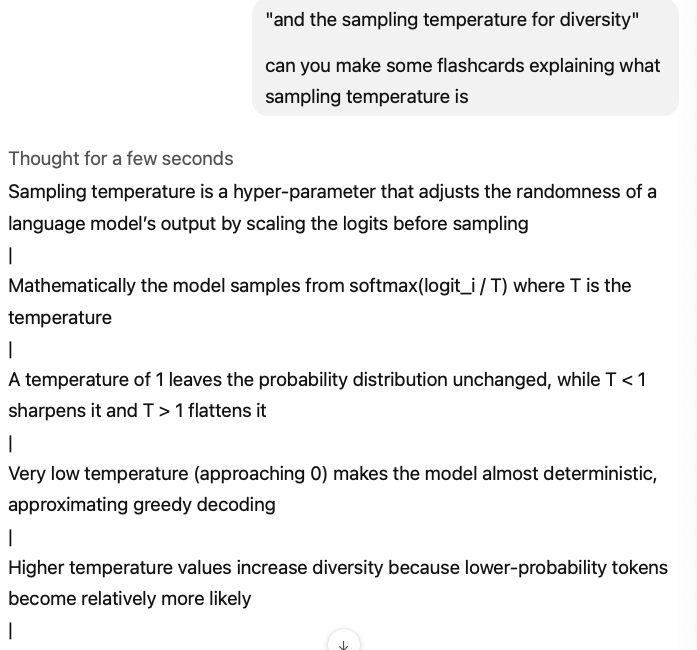 "and the sampling temperature for diversity"
can you make some flashcards explaining what
sampling temperature is
Thought for a few seconds
Sampling temperature is a hyper-parameter that adjusts the randomness of a
language model’s output by scaling the logits before sampling
|
Mathematically the model samples from softmax(logit_i / T) where T is the
temperature
|
A temperature of 1 leaves the probability distribution unchanged, while T < 1
sharpens it and T > 1 flattens it
|
Very low temperature (approaching 0) makes the model almost deterministic,
approximating greedy decoding
|
Higher temperature values increase diversity because lower-probability tokens
become relatively more likely
|